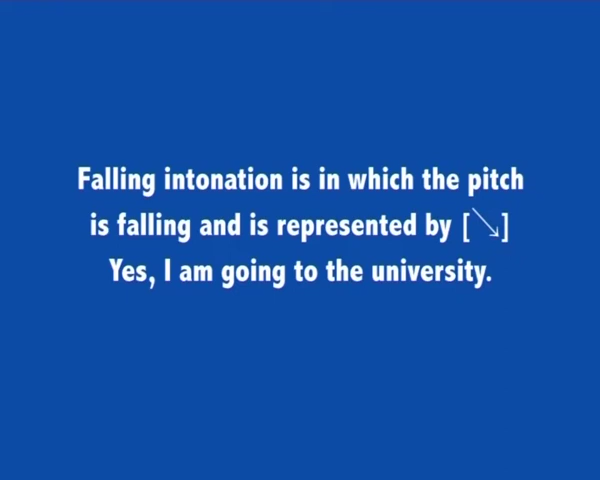 Falling intonation is in which the pitch
is falling and is represented by [↘]
Yes, I am going to the university.